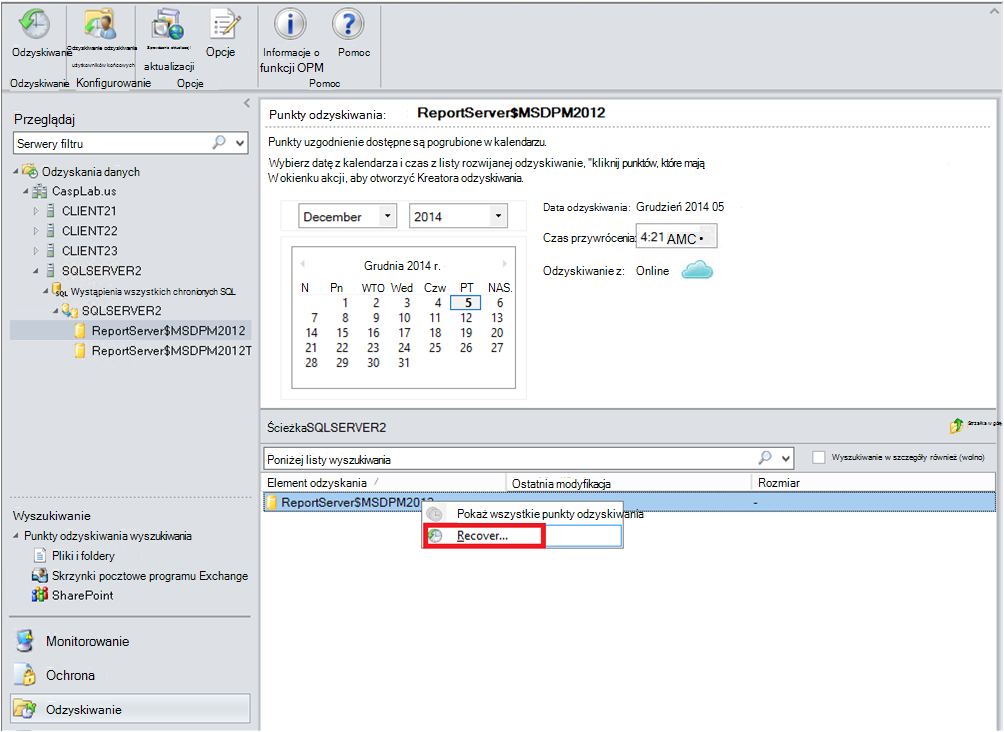 Odzyskiwanie
Odzyskiwanie odzyskiwania
użytkowników końcowych
aktualizacji
Opcje
Informacje o
funkcji OPM
Pomoc
Odzyskiwanie
Konfigurowanie
Opcje
Pomoc
Przeglądaj
Serwery filtru
Odzyskania danych
CaspLab.us
CLIENT21
CLIENT22
CLIENT23
SQLSERVER2
Wystąpienia wszystkich chronionych SQL
SQLSERVER2
ReportServer$MSDPM2012
ReportServer$MSDPM2012T
Wyszukiwanie
Punkty odzyskiwania wyszukiwania
Pliki i foldery
Skrzynki pocztowe programu Exchange
SharePoint
Monitorowanie
Ochrona
Odzyskiwanie
Punkty odzyskiwania: ReportServer$MSDPM2012
Punkty uzgodnienie dostępne są pogrubione w kalendarzu.
Wybierz datę z kalendarza i czas z listy rozwijanej odzyskiwanie, "kliknij punktów, które mają
W okienku akcji, aby otworzyć Kreatora odzyskiwania.
December 2014
Grudnia 2014 r.
N Pn WTO Wed Czw PT NAS.
1 2 3 4 5 6
7 8 9 10 11 12 13
14 15 16 17 18 19 20
21 22 23 24 25 26 27
28 29 30 31
Data odzyskiwania: Grudzień 2014 05
Czas przywrócenia: 4:21 AMC
Odzyskiwanie z: Online
ŚcieżkaSQLSERVER2
Strzałka w górę
Poniżej listy wyszukiwania
Wyszukiwanie w szczegóły również (wolno)
Element odzyskania Ostatnia modyfikacja Rozmiar
ReportServer$MSDPM2012 -
Pokaż wszystkie punkty odzyskiwania
Recover...